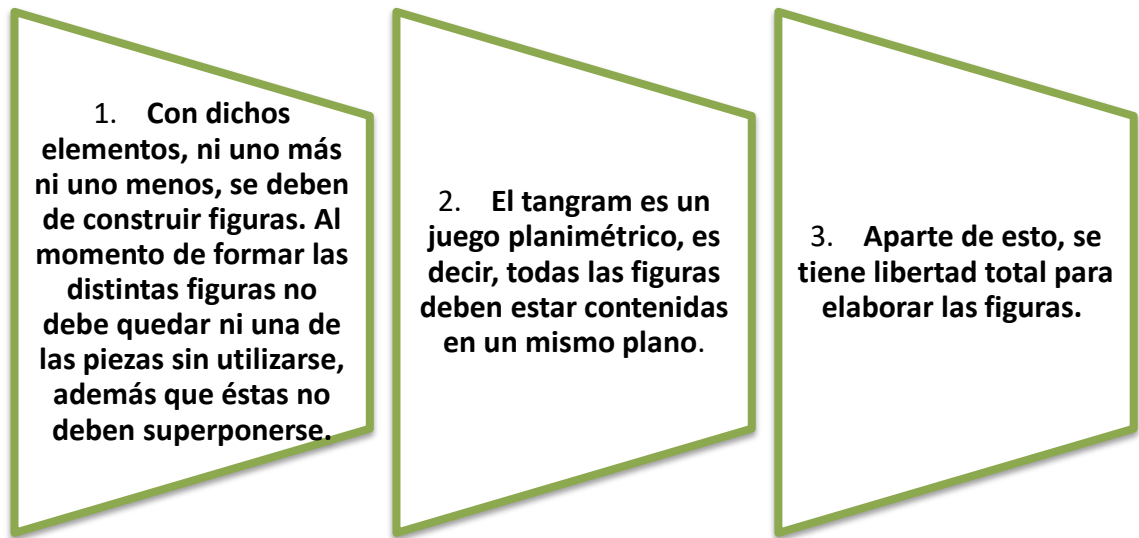 1. Con dichos
elementos, ni uno más
ni uno menos, se deben
de construir figuras. Al
momento de formar las
distintas figuras no
debe quedar ni una de
las piezas sin utilizarse,
además que éstas no
deben superponerse.
2. El tangram es un
juego planimétrico, es
decir, todas las figuras
deben estar contenidas
en un mismo plano.
3. Aparte de esto, se
tiene libertad total para
elaborar las figuras.